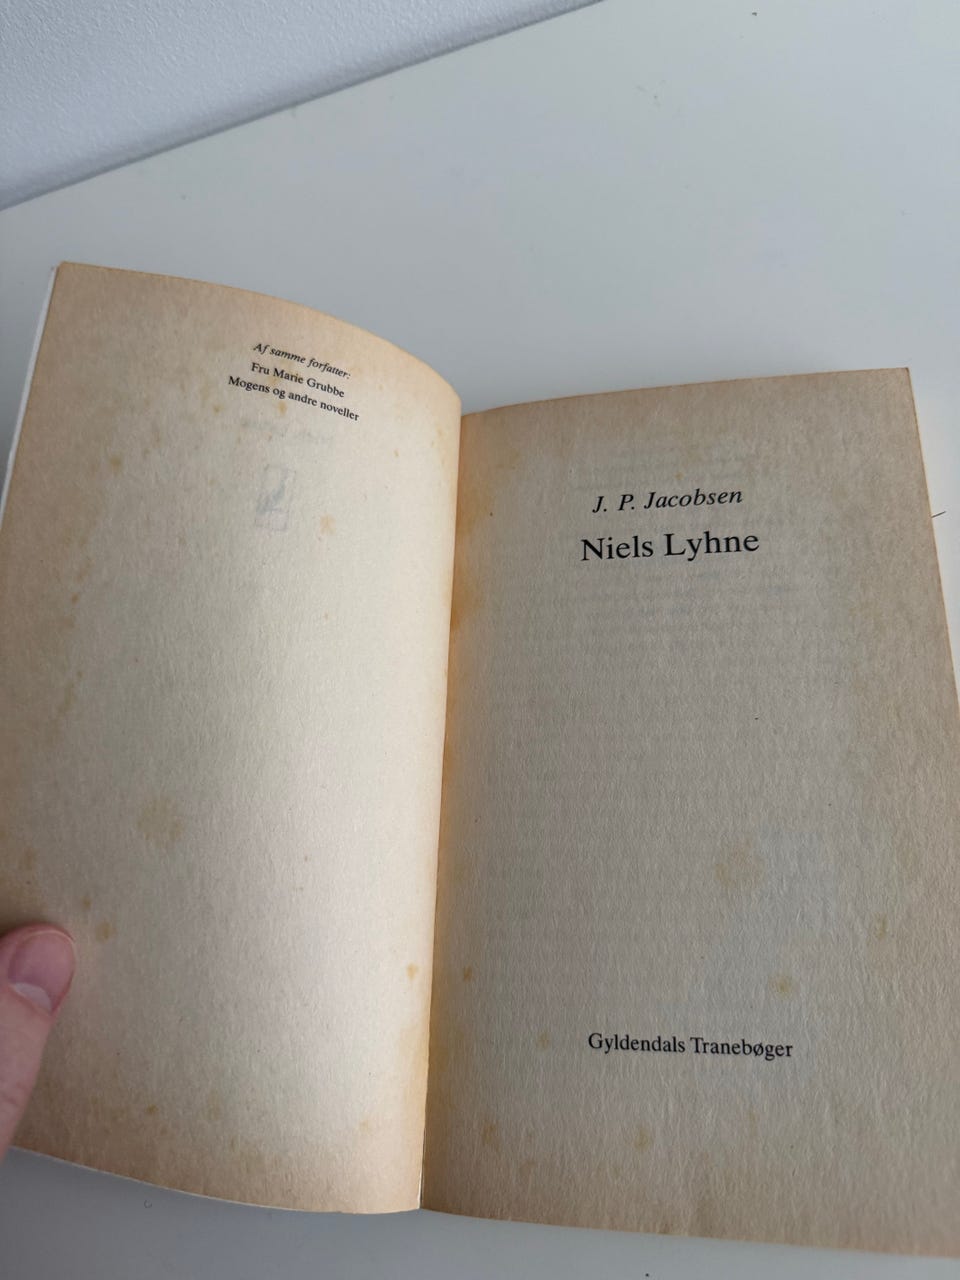 Af samme forfatter:
Fru Marie Grubbe
Mogens og andre noveller
J. P. Jacobsen
Niels Lyhne
Gyldendals Tranebøger